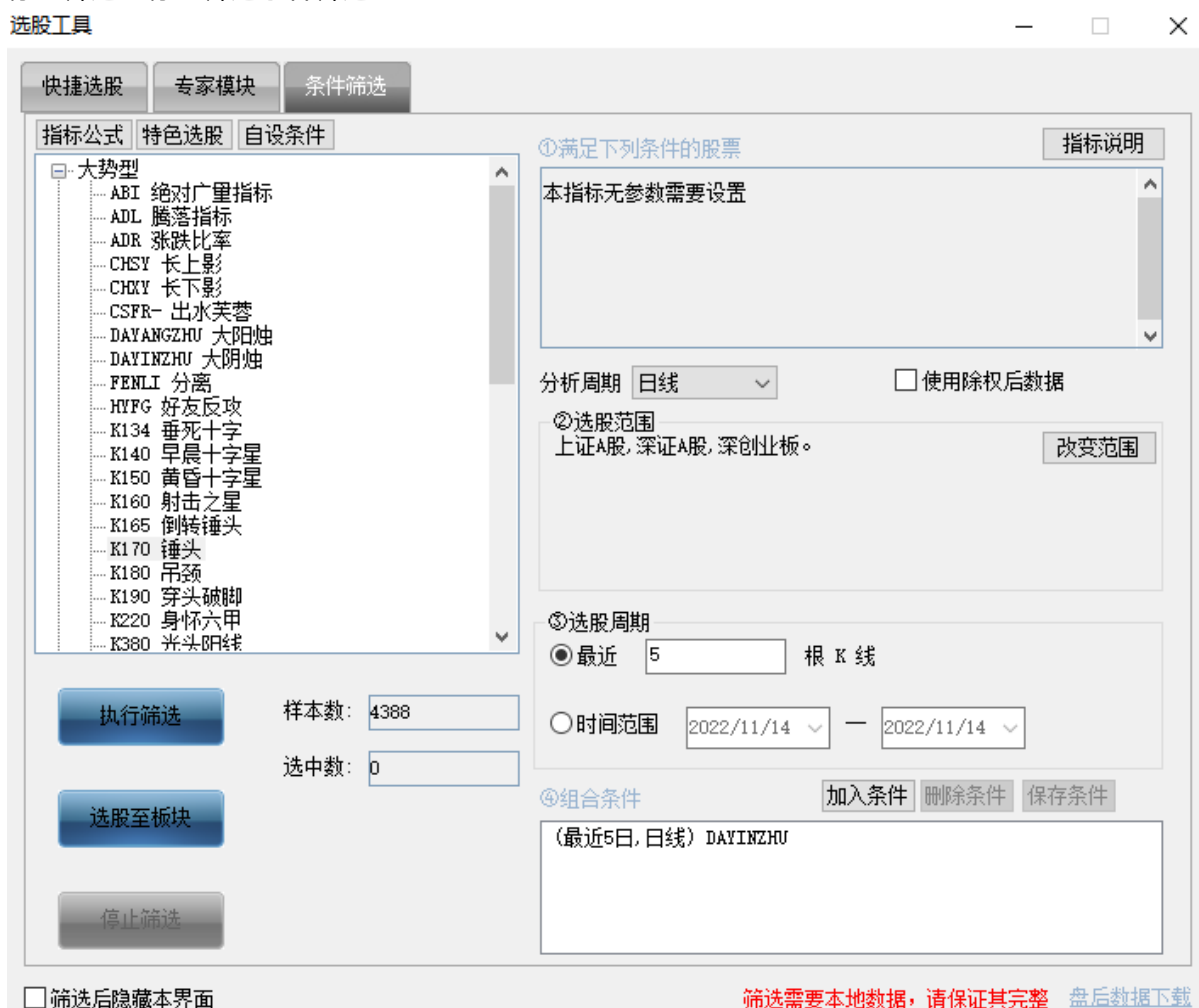 选股工具
快捷选股 专家模块 条件筛选
指标公式 特色选股 自设条件
大势型
ABI 绝对广量指标
ADL 腾落指标
ADR 涨跌比率
CHSY 长上影
CHXY 长下影
CSFR- 出水芙蓉
DAYANGZHU 大阳烛
DAYINZHU 大阴烛
FENLI 分离
HYFG 好友反攻
K134 垂死十字
K140 早晨十字星
K150 黄昏十字星
K160 射击之星
K165 倒转锤头
K170 锤头
K180 吊颈
K190 穿头破脚
K220 身怀六甲
K380 光头阴线
执行筛选
样本数: 4388
选中数: 0
选股至板块
停止筛选
筛选后隐藏本界面
①满足下列条件的股票 指标说明
本指标无参数需要设置
分析周期 日线 使用除权后数据
②选股范围
上证A股,深证A股,深创业板。 改变范围
③选股周期
最近 5 根 K 线
时间范围 2022/11/14 — 2022/11/14
④组合条件 加入条件 删除条件 保存条件
(最近5日,日线) DAYINZHU
筛选需要本地数据，请保证其完整 盘后数据下载